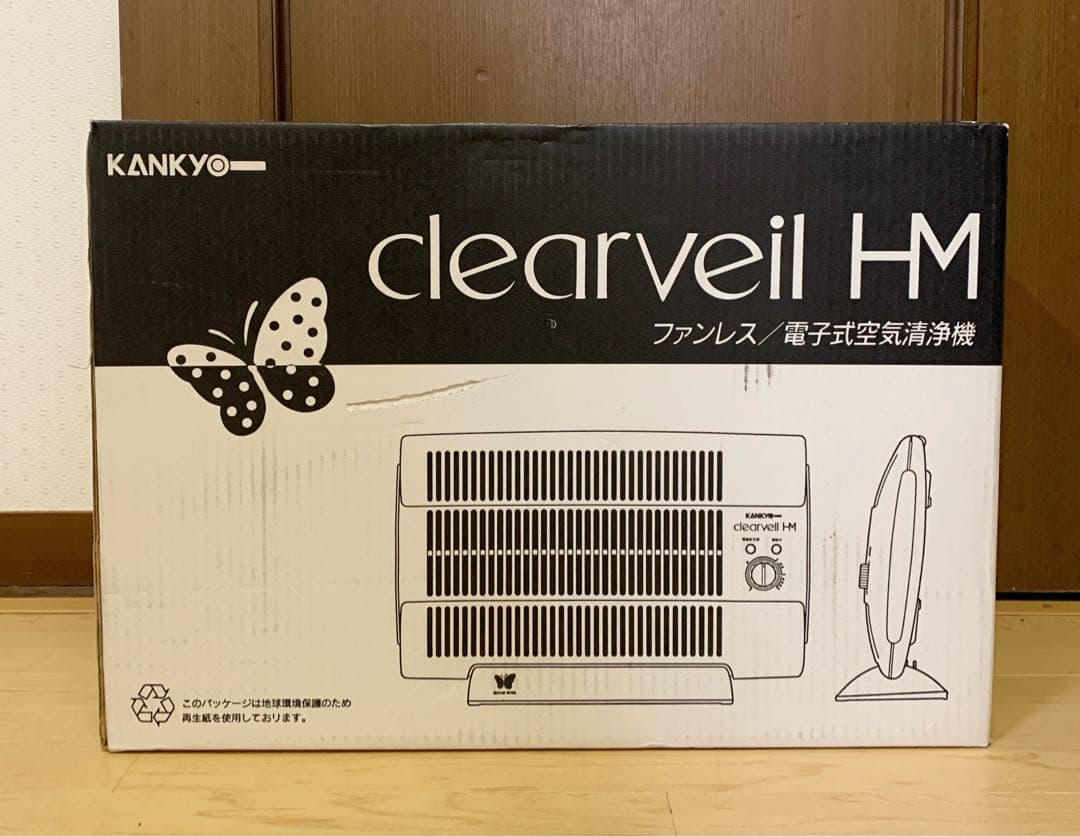 KANKYO
clearveil HM
ファンレス／電子式空気清浄機
KANKYO
clearveil HM
このパッケージは地球環境保護のため
再生紙を使用しております。